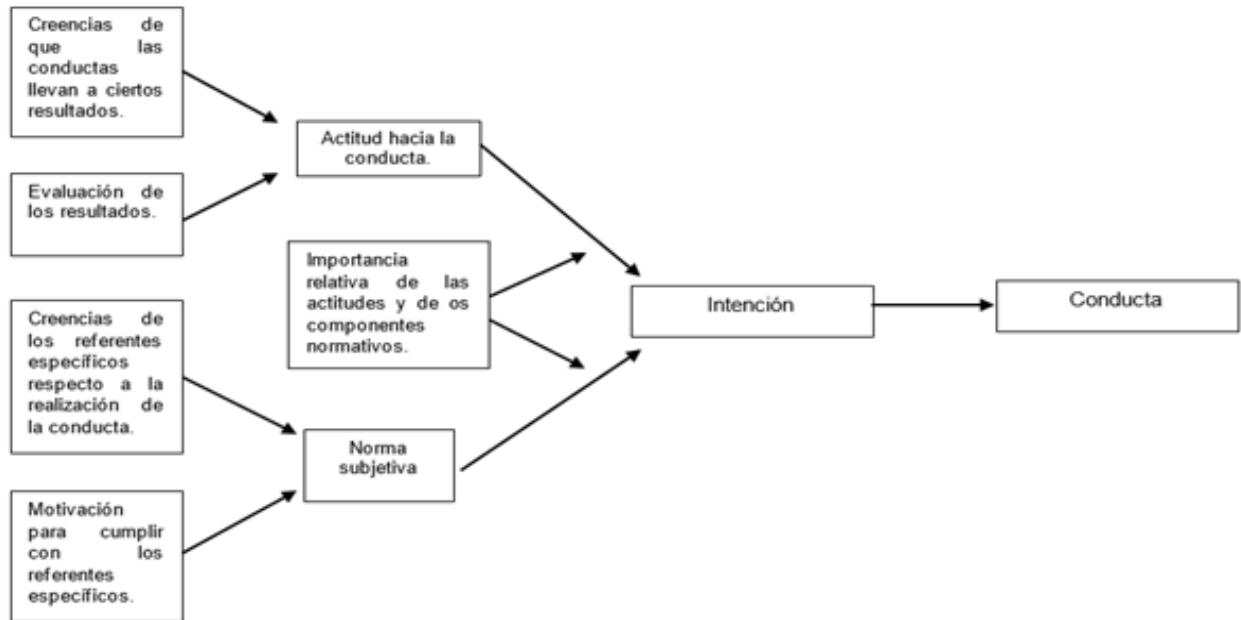 Creencias de
que las
conductas
llevan a ciertos
resultados.
Evaluación de
los resultados.
Creencias de
los referentes
específicos
respecto a la
realización de
la conducta.
Motivación
para cumplir
con los
referentes
específicos.
Actitud hacia la
conducta.
Importancia
relativa de las
actitudes y de os
componentes
normativos.
Norma
subjetiva
Intención
Conducta